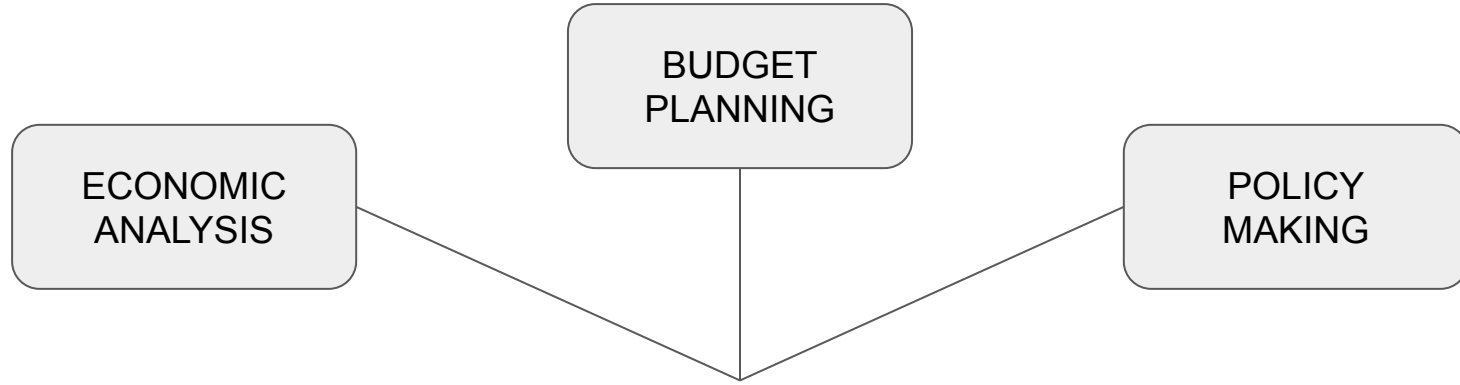 BUDGET
PLANNING
ECONOMIC
ANALYSIS
POLICY
MAKING